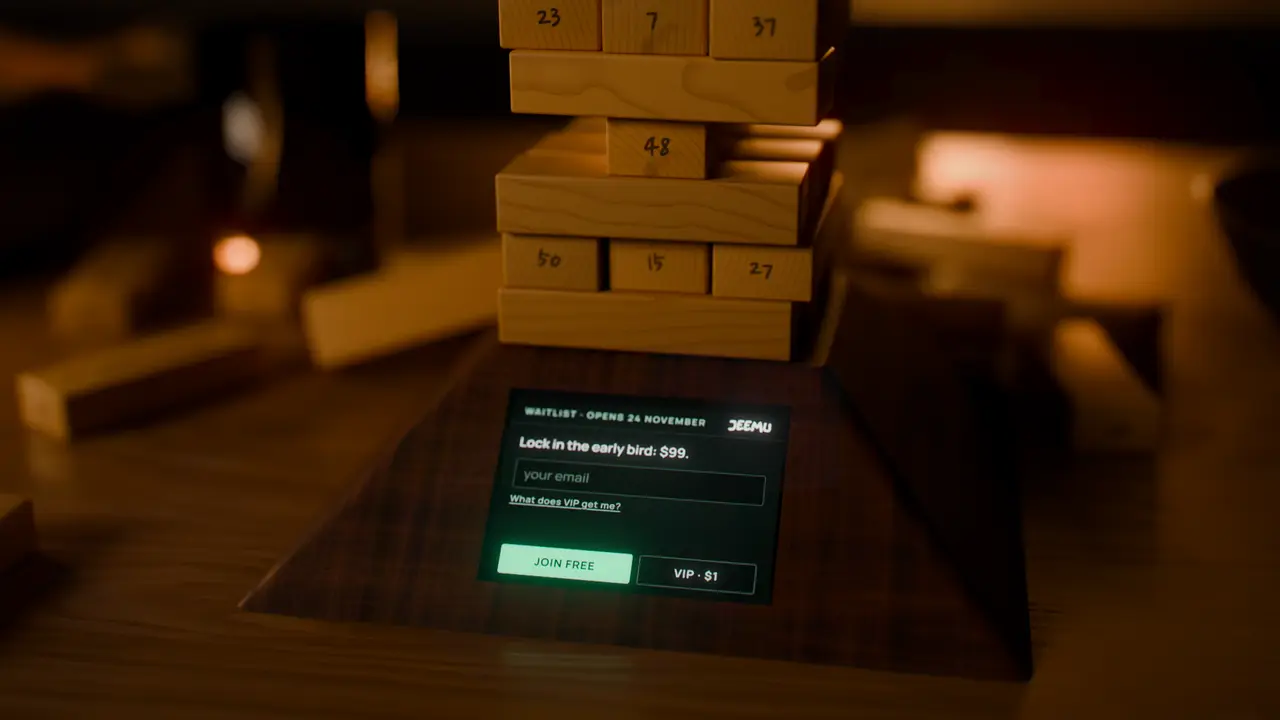 23 7 37
48
50 15 27
WAITLIST · OPENS 24 NOVEMBER JEEMU
Lock in the early bird: $99.
your email
What does VIP get me?
JOIN FREE VIP · $1